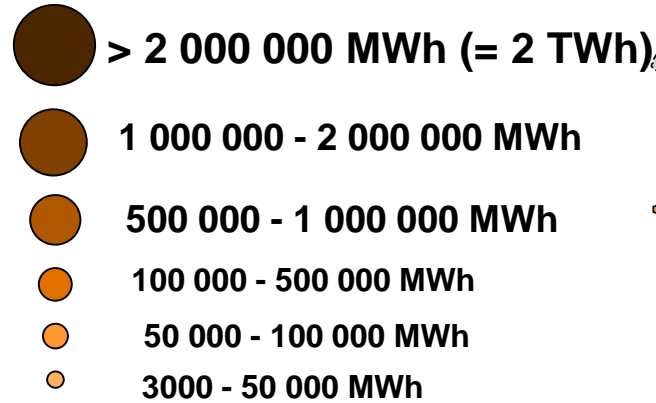 > 2 000 000 MWh (= 2 TWh)
1 000 000 - 2 000 000 MWh
500 000 - 1 000 000 MWh
100 000 - 500 000 MWh
50 000 - 100 000 MWh
3000 - 50 000 MWh